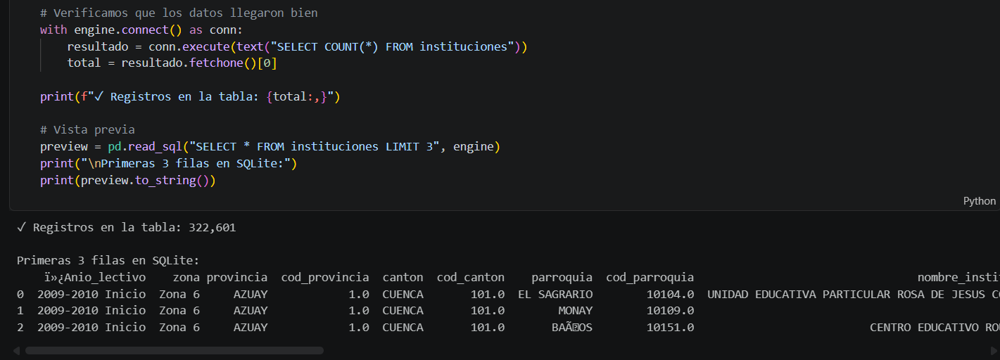 # Verificamos que los datos llegaron bien
with engine.connect() as conn:
    resultado = conn.execute(text("SELECT COUNT(*) FROM instituciones"))
    total = resultado.fetchone()[0]
print(f"✓ Registros en la tabla: {total:,}")
# Vista previa
preview = pd.read_sql("SELECT * FROM instituciones LIMIT 3", engine)
print("\nPrimeras 3 filas en SQLite:")
print(preview.to_string())
Python
✓ Registros en la tabla: 322,601
Primeras 3 filas en SQLite:
ï»¿Anio_lectivo zona provincia cod_provincia canton cod_canton parroquia cod_parroquia nombre_instit
0 2009-2010 Inicio Zona 6 AZUAY 1.0 CUENCA 101.0 EL SAGRARIO 10104.0 UNIDAD EDUCATIVA PARTICULAR ROSA DE JESUS CO
1 2009-2010 Inicio Zona 6 AZUAY 1.0 CUENCA 101.0 MONAY 10109.0
2 2009-2010 Inicio Zona 6 AZUAY 1.0 CUENCA 101.0 BAÃ�OS 10151.0 CENTRO EDUCATIVO ROU